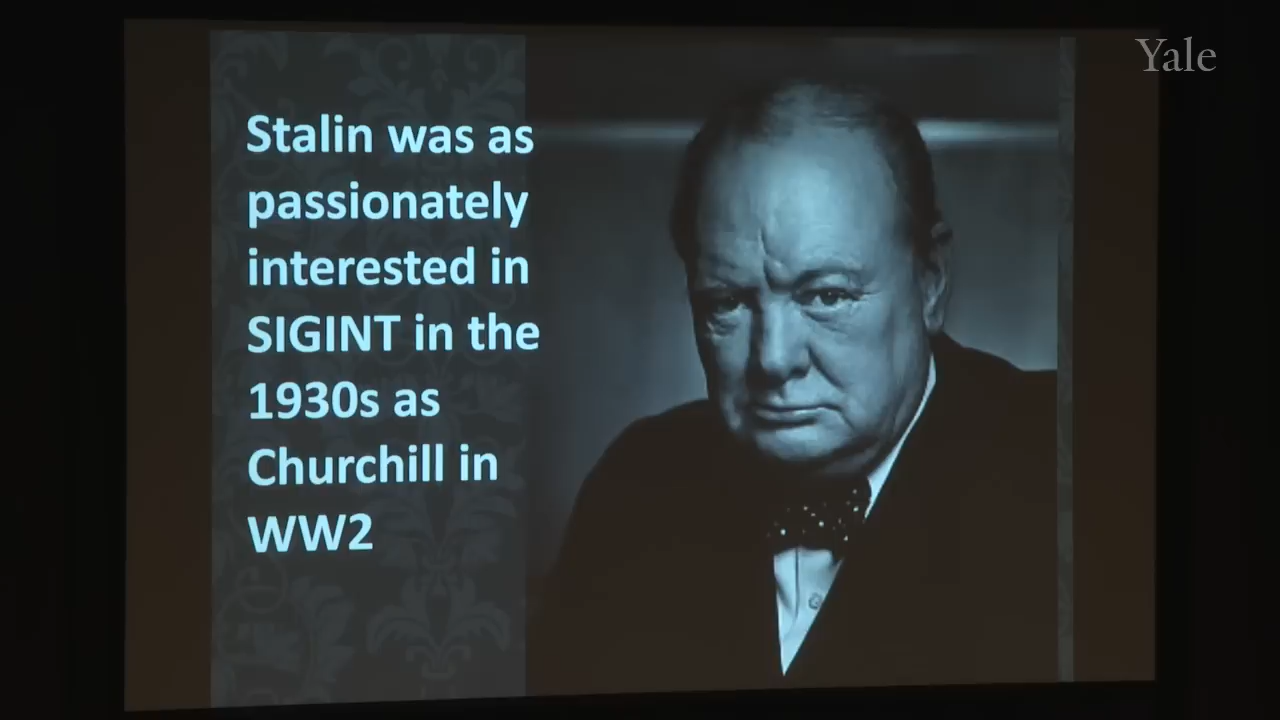 Yale
Stalin was as
passionately
interested in
SIGINT in the
1930s as
Churchill in
WW2